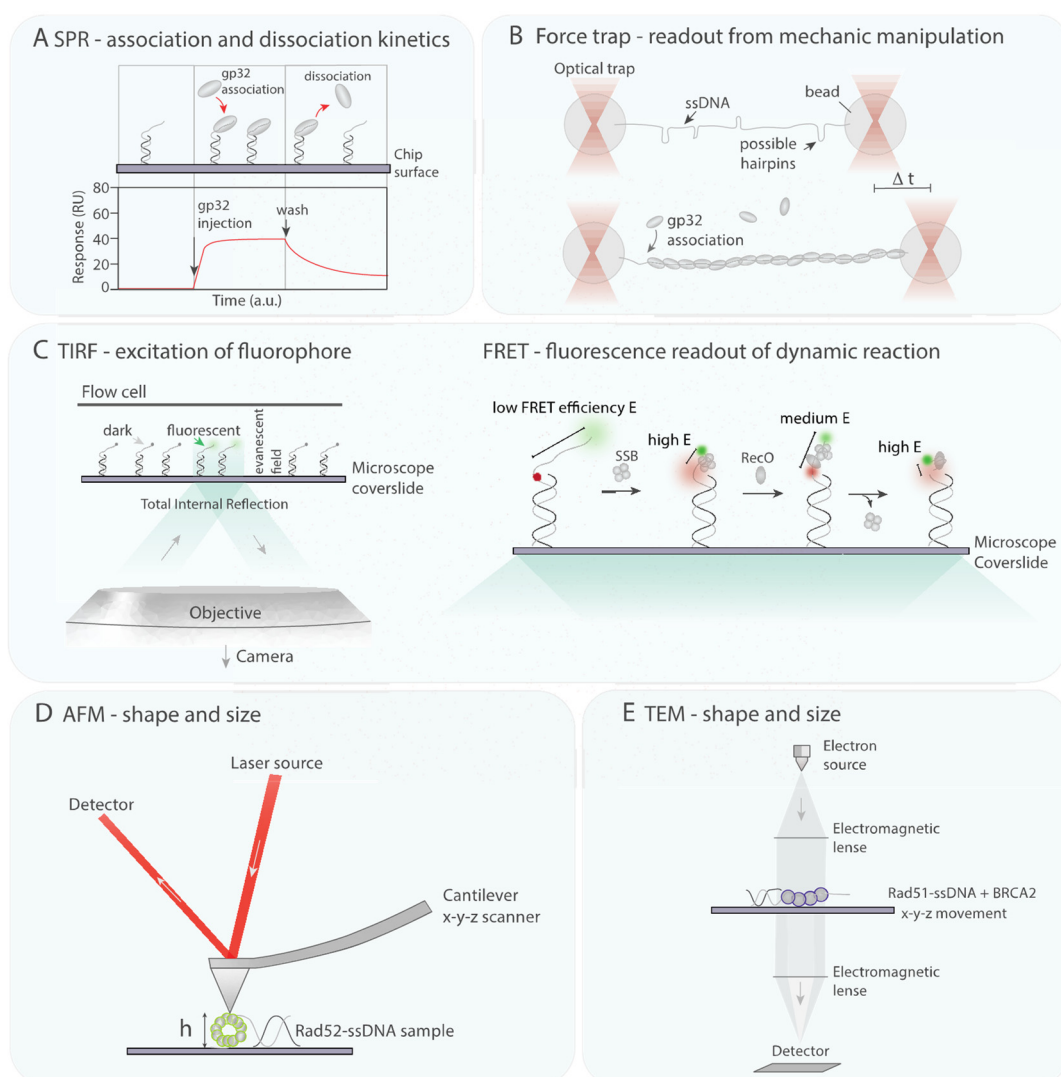 A SPR - association and dissociation kinetics
gp32
association
dissociation
Chip
surface
Response (RU)
80
60
40
20
0
gp32
injection
wash
Time (a.u.)
B Force trap - readout from mechanic manipulation
Optical trap
ssDNA
bead
possible
hairpins
Δ t
gp32
association
C TIRF - excitation of fluorophore
Flow cell
dark
fluorescent
evanescent
field
Microscope
coverslide
Total Internal Reflection
Objective
Camera
FRET - fluorescence readout of dynamic reaction
low FRET efficiency E
SSB
high E
RecO
medium E
high E
Microscope
Coverslide
D AFM - shape and size
Laser source
Detector
Cantilever
x-y-z scanner
h
Rad52-ssDNA sample
E TEM - shape and size
Electron
source
Electromagnetic
lense
Rad51-ssDNA + BRCA2
x-y-z movement
Electromagnetic
lense
Detector